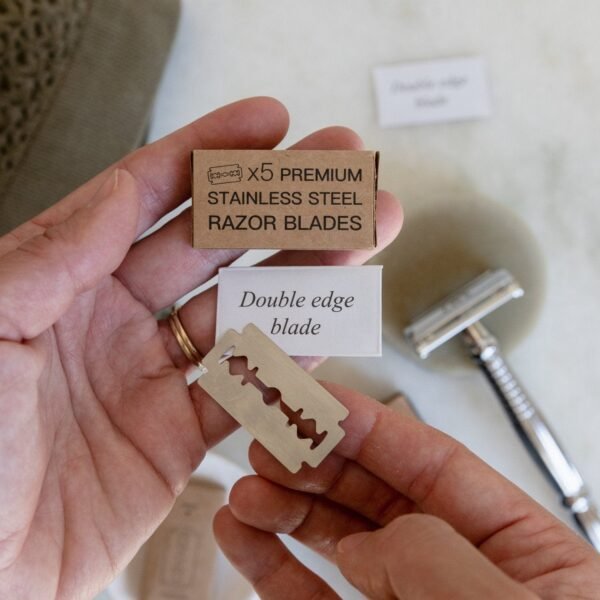 Double edge
blade
x5 PREMIUM
STAINLESS STEEL
RAZOR BLADES
Double edge
blade